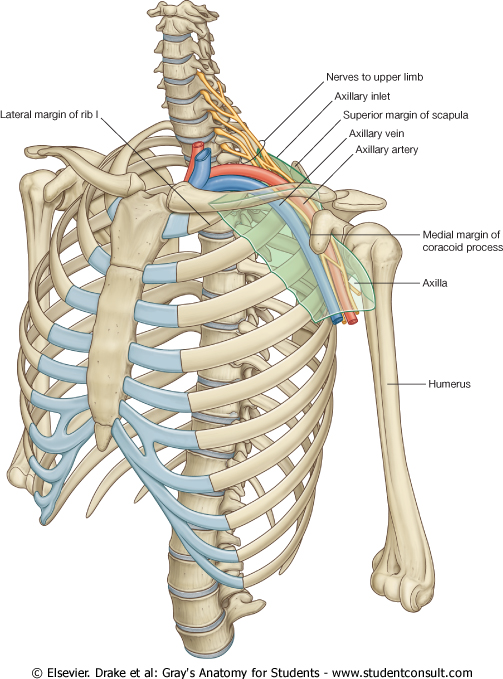 Nerves to upper limb
Axillary inlet
Lateral margin of rib I
Superior margin of scapula
Axillary vein
Axillary artery
Medial margin of
coracoid process
Axilla
Humerus
© Elsevier. Drake et al: Gray's Anatomy for Students - www.studentconsult.com